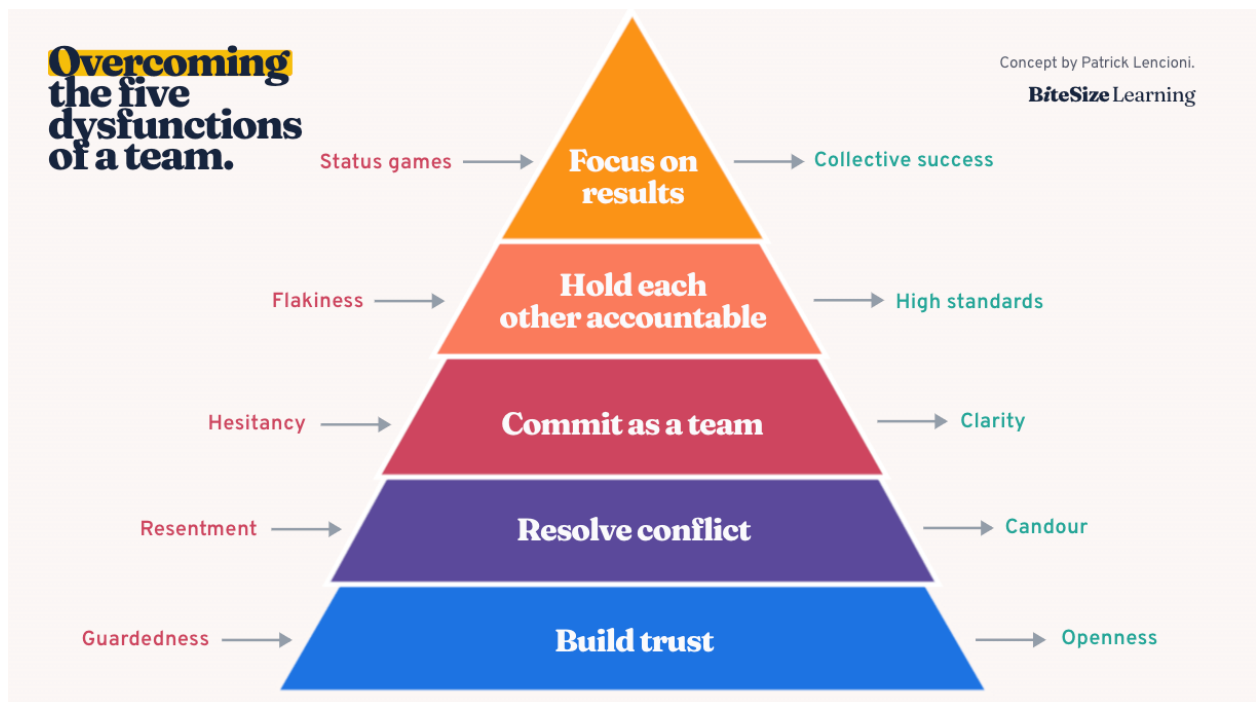 Overcoming
the five
dysfunctions
of a team.
Concept by Patrick Lencioni.
BiteSize Learning
Status games
Focus on
results
Collective success
Flakiness
Hold each
other accountable
High standards
Hesitancy
Commit as a team
Clarity
Resentment
Resolve conflict
Candour
Guardedness
Build trust
Openness